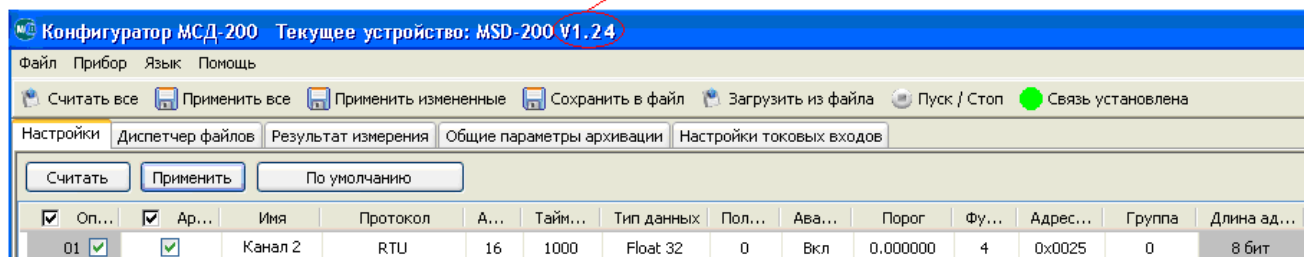 Конфигуратор МСД-200 Текущее устройство: MSD-200 V1.24
Файл Прибор Язык Помощь
Считать все Применить все Применить измененные Сохранить в файл Загрузить из файла Пуск / Стоп Связь установлена
Настройки Диспетчер файлов Результат измерения Общие параметры архивации Настройки токовых входов
Считать Применить По умолчанию
Оп... Ар... Имя Протокол А... Тайм... Тип данных Пол... Ава... Порог Фу... Адрес... Группа Длина ад...
01 Канал 2 RTU 16 1000 Float 32 0 Вкл 0.000000 4 0x0025 0 8 бит